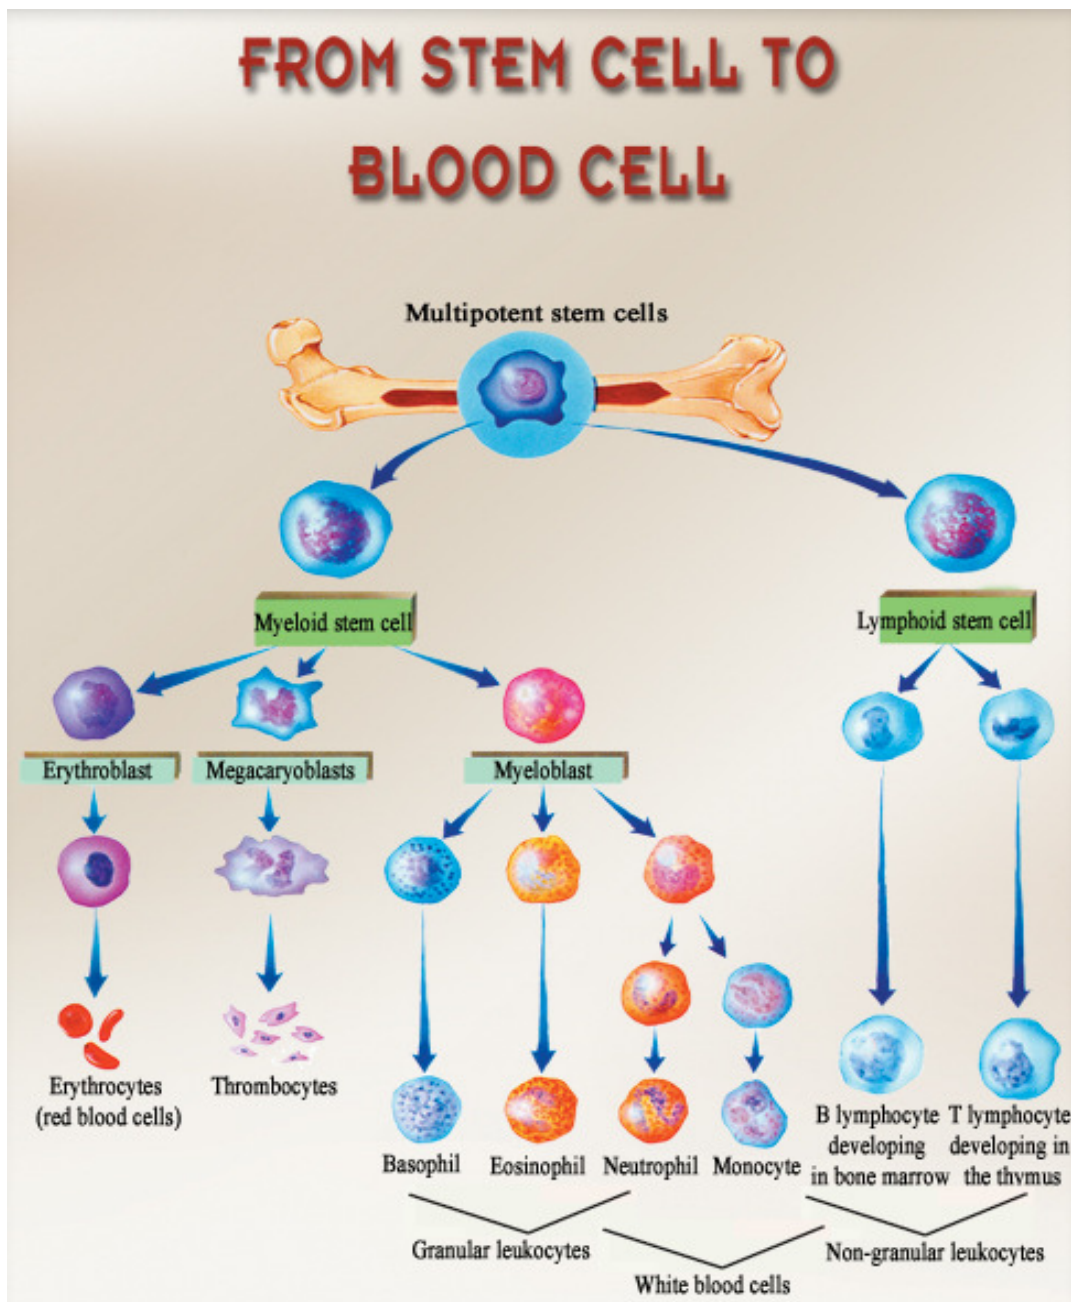 FROM STEM CELL TO
BLOOD CELL
Multipotent stem cells
Myeloid stem cell
Lymphoid stem cell
Erythroblast
Megacaryoblasts
Myeloblast
Erythrocytes
(red blood cells)
Thrombocytes
Basophil
Eosinophil
Neutrophil
Monocyte
B lymphocyte
developing
in bone marrow
T lymphocyte
developing in
the thymus
Granular leukocytes
Non-granular leukocytes
White blood cells